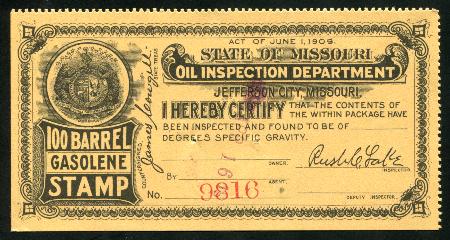 ACT OF JUNE 1, 1909.
STATE OF MISSOURI
OIL INSPECTION DEPARTMENT
JEFFERSON CITY, MISSOURI.
I HEREBY CERTIFY THAT THE CONTENTS OF
THE WITHIN PACKAGE HAVE
BEEN INSPECTED AND FOUND TO BE OF
DEGREES SPECIFIC GRAVITY.
OWNER.
INSPECTOR.
BY
AGENT.
No. 9816
DEPUTY INSPECTOR.
100 BARREL
GASOLENE
STAMP